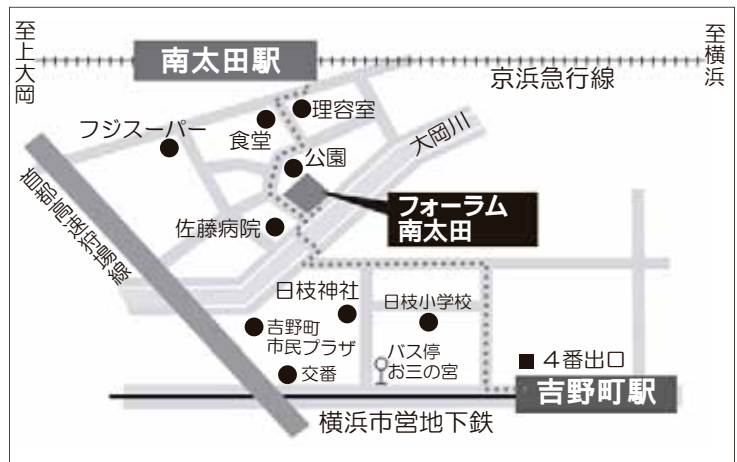 至上大岡
南太田駅
京浜急行線
至横浜
理容室
食堂
フジスーパー
公園
大岡川
首都高速狩場線
フォーラム
南太田
佐藤病院
日枝神社
日枝小学校
吉野町
市民プラザ
バス停
お三の宮
交番
4番出口
吉野町駅
横浜市営地下鉄